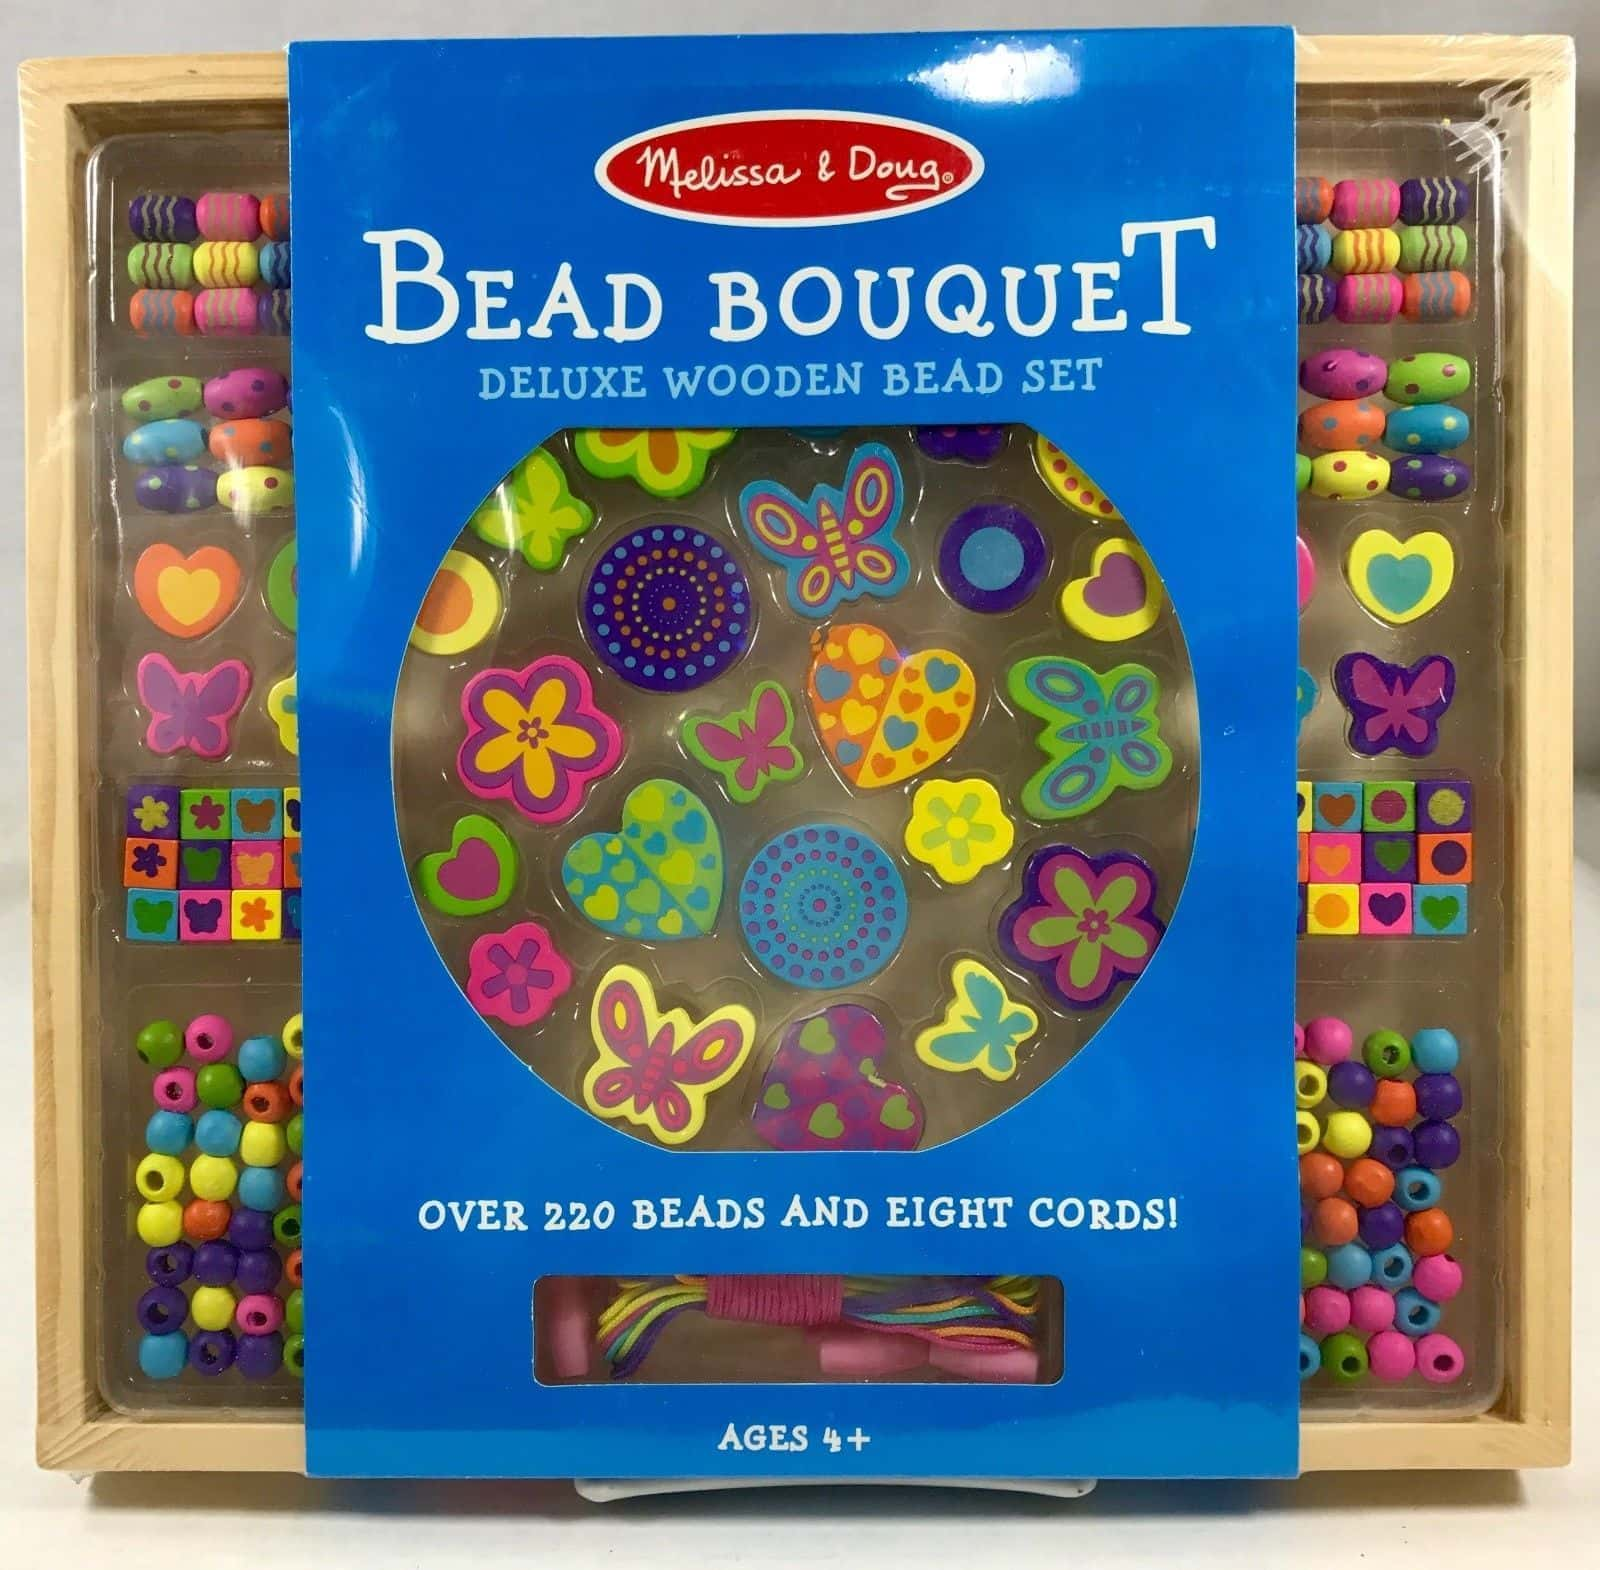 Melissa & Doug®
BEAD BOUQUET
DELUXE WOODEN BEAD SET
OVER 220 BEADS AND EIGHT CORDS!
AGES 4+